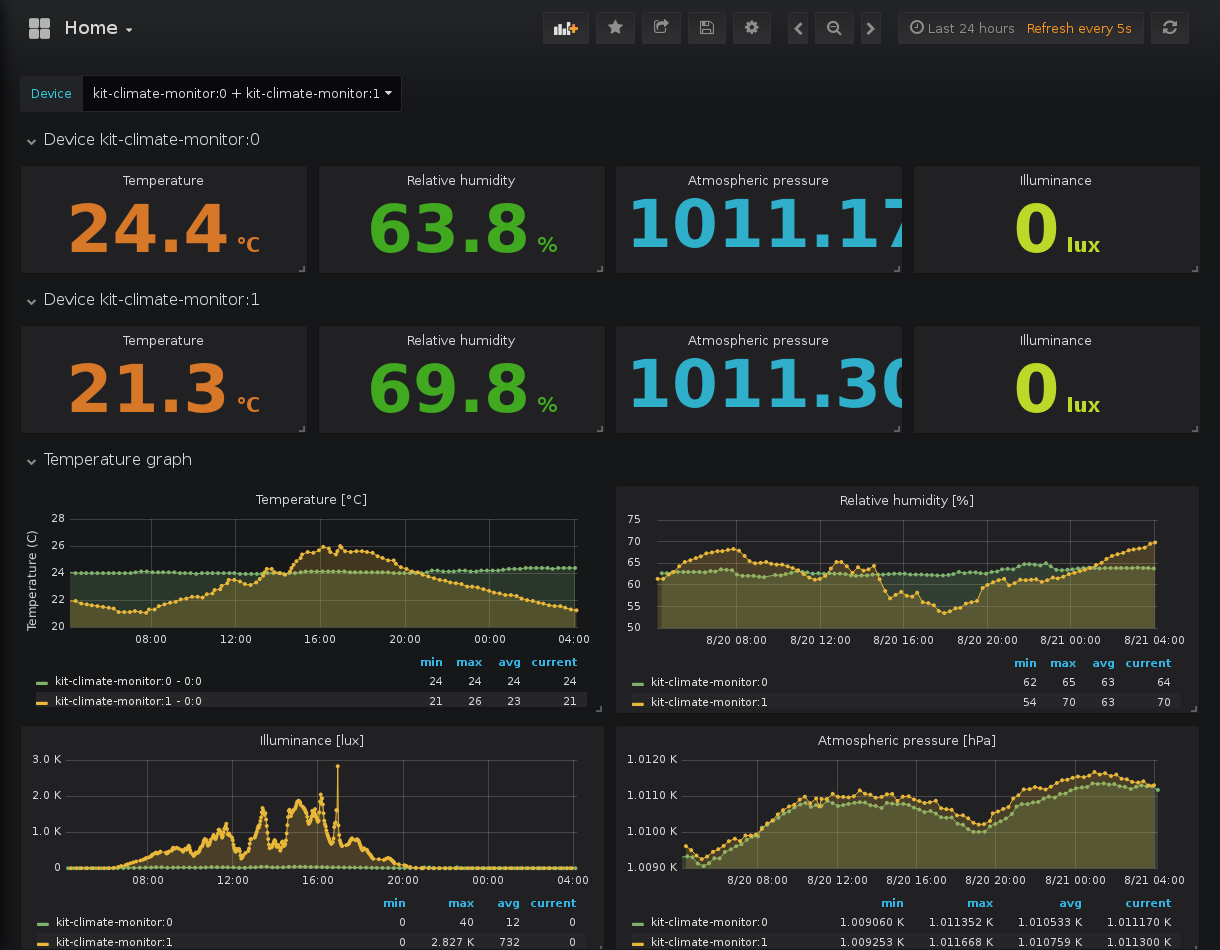 Home
Last 24 hours Refresh every 5s
Device kit-climate-monitor:0 + kit-climate-monitor:1
Device kit-climate-monitor:0
Temperature Relative humidity Atmospheric pressure Illuminance
24.4 °C 63.8 % 1011.17 0 lux
Device kit-climate-monitor:1
Temperature Relative humidity Atmospheric pressure Illuminance
21.3 °C 69.8 % 1011.30 0 lux
Temperature graph
Temperature [°C]
Temperature (C)
28
26
24
22
20
08:00 12:00 16:00 20:00 00:00 04:00
min max avg current
kit-climate-monitor:0 - 0:0 24 24 24 24
kit-climate-monitor:1 - 0:0 21 26 23 21
Relative humidity [%]
75
70
65
60
55
50
8/20 08:00 8/20 12:00 8/20 16:00 8/20 20:00 8/21 00:00 8/21 04:00
min max avg current
kit-climate-monitor:0 62 65 63 64
kit-climate-monitor:1 54 70 63 70
Illuminance [lux]
3.0 K
2.0 K
1.0 K
0
08:00 12:00 16:00 20:00 00:00 04:00
min max avg current
kit-climate-monitor:0 0 40 12 0
kit-climate-monitor:1 0 2.827 K 732 0
Atmospheric pressure [hPa]
1.0120 K
1.0110 K
1.0100 K
1.0090 K
8/20 08:00 8/20 12:00 8/20 16:00 8/20 20:00 8/21 00:00 8/21 04:00
min max avg current
kit-climate-monitor:0 1.009060 K 1.011352 K 1.010533 K 1.011170 K
kit-climate-monitor:1 1.009253 K 1.011668 K 1.010759 K 1.011300 K